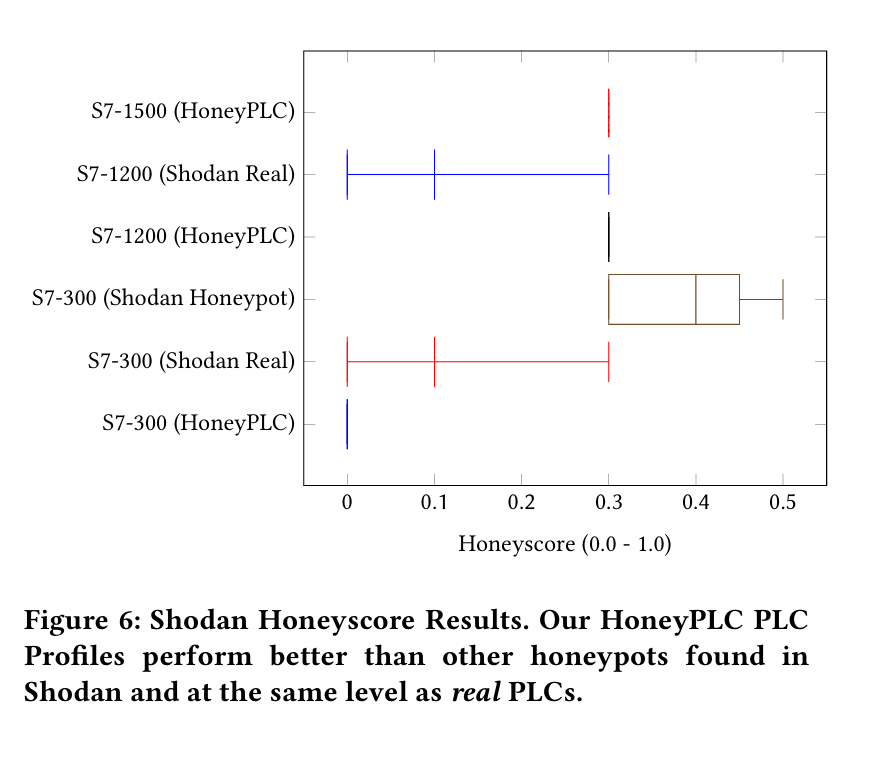 S7-1500 (HoneyPLC)
S7-1200 (Shodan Real)
S7-1200 (HoneyPLC)
S7-300 (Shodan Honeypot)
S7-300 (Shodan Real)
S7-300 (HoneyPLC)
0 0.1 0.2 0.3 0.4 0.5
Honeyscore (0.0 - 1.0)
Figure 6: Shodan Honeyscore Results. Our HoneyPLC PLC
Profiles perform better than other honeypots found in
Shodan and at the same level as real PLCs.